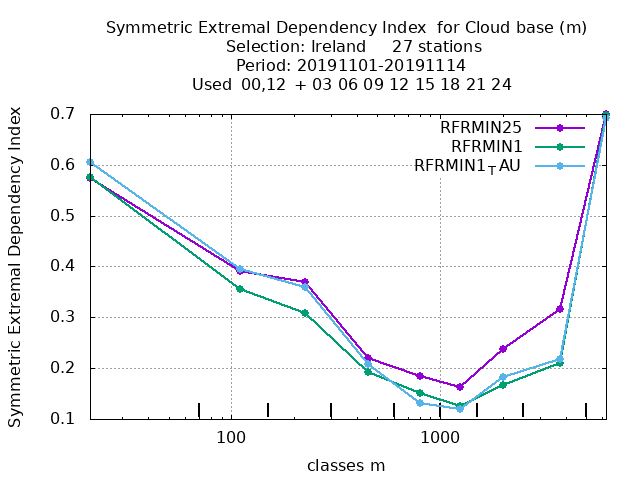 Symmetric Extremal Dependency Index for Cloud base (m)
Selection: Ireland 27 stations
Period: 20191101-20191114
Used 00,12 + 03 06 09 12 15 18 21 24
Symmetric Extremal Dependency Index
0.7
0.6
0.5
0.4
0.3
0.2
0.1
RFRMIN25
RFRMIN1
RFRMIN1TAU
100
1000
classes m